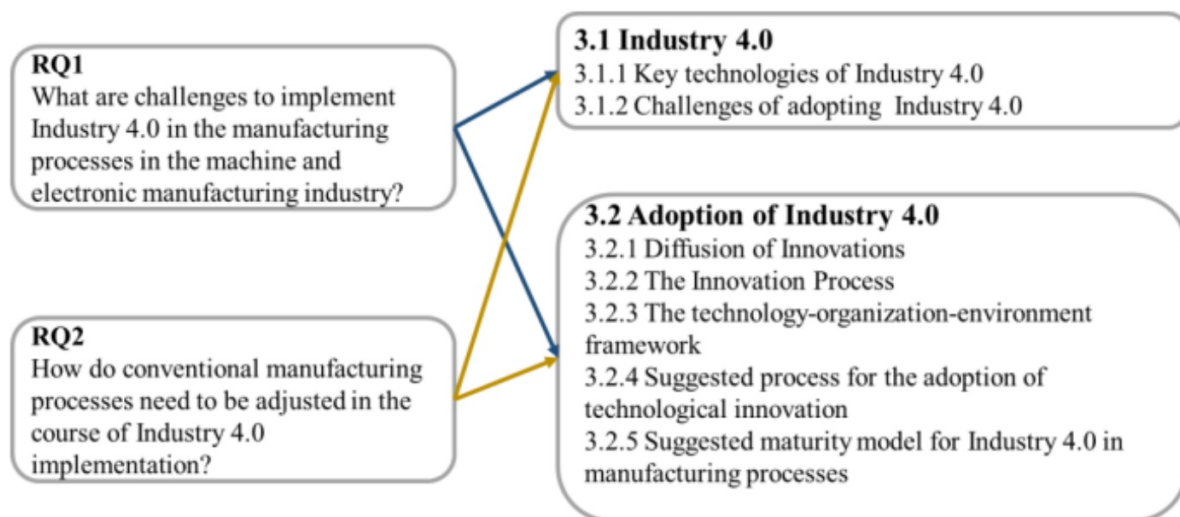 RQ1
What are challenges to implement
Industry 4.0 in the manufacturing
processes in the machine and
electronic manufacturing industry?
RQ2
How do conventional manufacturing
processes need to be adjusted in the
course of Industry 4.0
implementation?
3.1 Industry 4.0
3.1.1 Key technologies of Industry 4.0
3.1.2 Challenges of adopting Industry 4.0
3.2 Adoption of Industry 4.0
3.2.1 Diffusion of Innovations
3.2.2 The Innovation Process
3.2.3 The technology-organization-environment
framework
3.2.4 Suggested process for the adoption of
technological innovation
3.2.5 Suggested maturity model for Industry 4.0 in
manufacturing processes